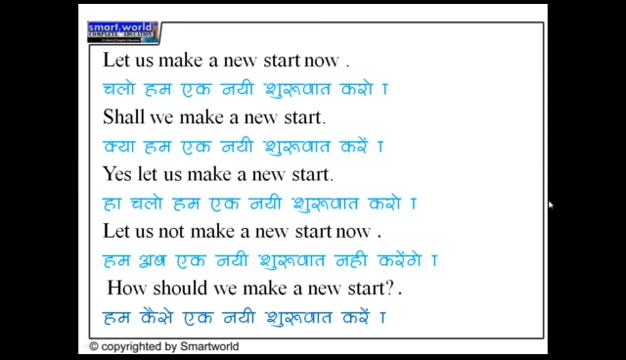 smart.world
COMPLETE EDUCATION
Let us make a new start now .
चलो हम एक नयी शुरूवात करो ।
Shall we make a new start.
क्या हम एक नयी शुरूवात करें ।
Yes let us make a new start.
हा चलो हम एक नयी शुरूवात करो ।
Let us not make a new start now .
हम अब एक नयी शुरूवात नही करेंगे ।
How should we make a new start? .
हम कैसे एक नयी शुरूवात करें ।
© copyrighted by Smartworld